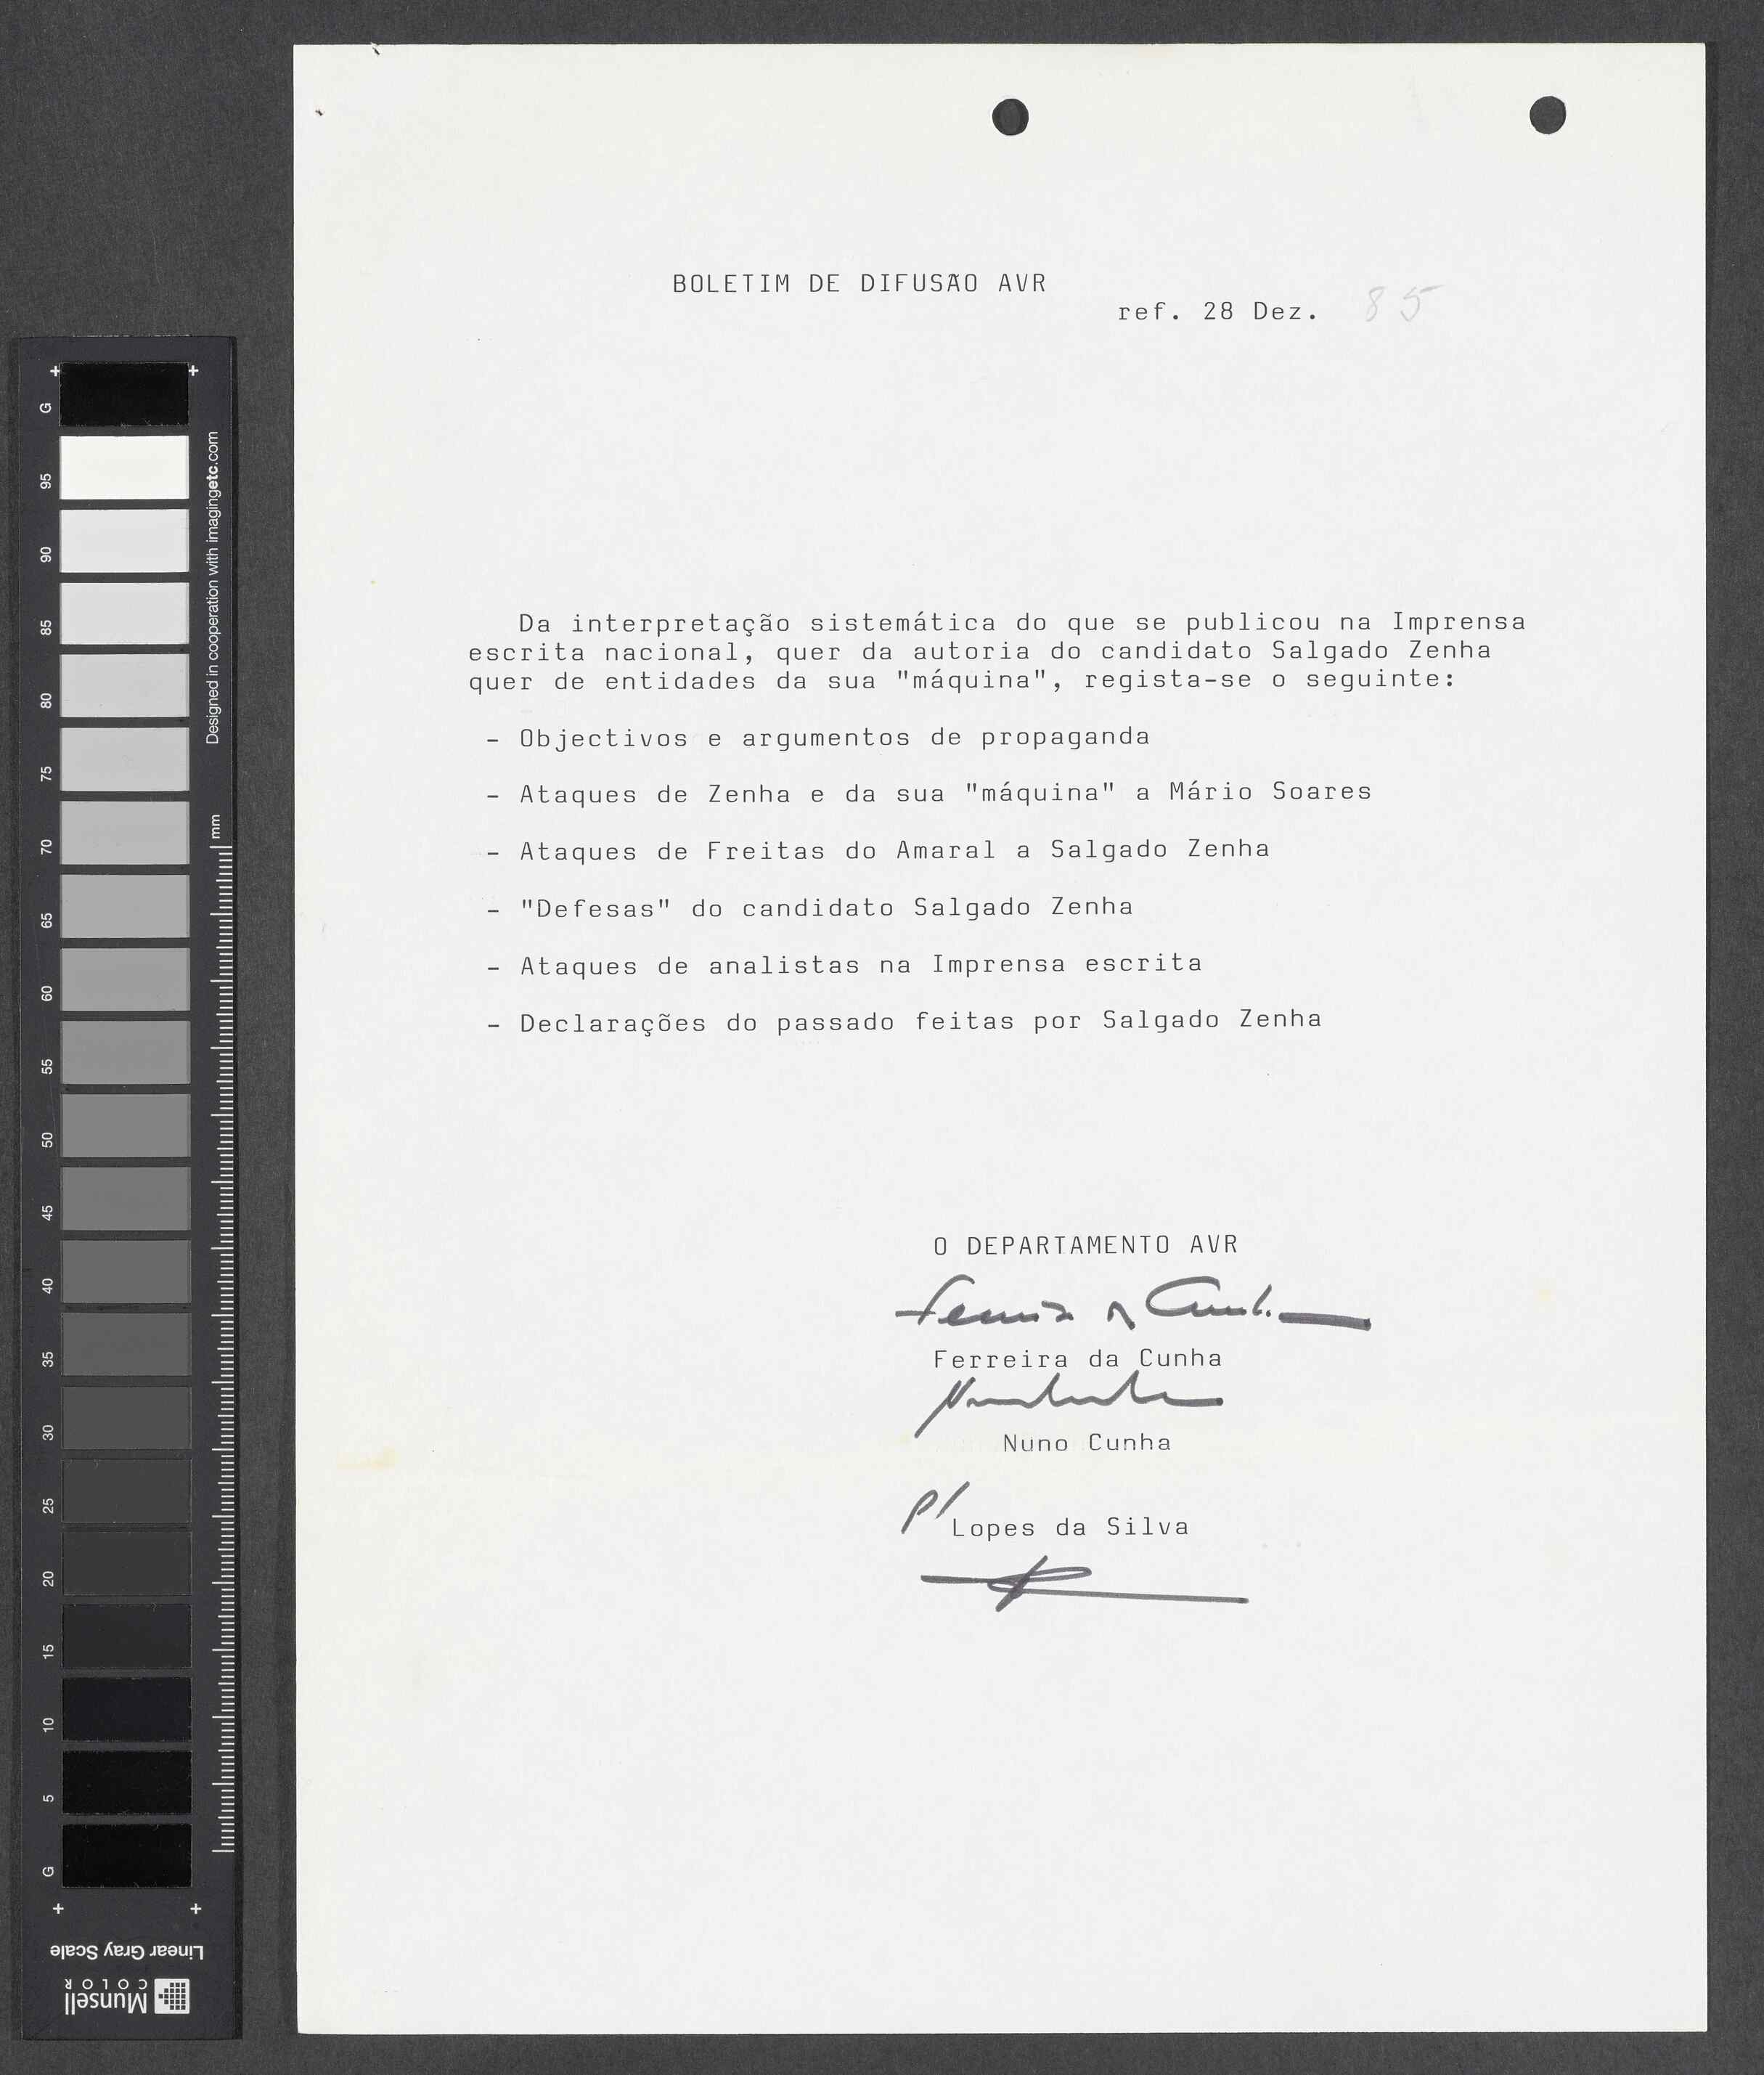 BOLETIM DE DIFUSÃO AVR
ref. 28 Dez. 85
Da interpretação sistemática do que se publicou na Imprensa
escrita nacional, quer da autoria do candidato Salgado Zenha
quer de entidades da sua "máquina", regista-se o seguinte:
- Objectivos e argumentos de propaganda
- Ataques de Zenha e da sua "máquina" a Mário Soares
- Ataques de Freitas do Amaral a Salgado Zenha
- "Defesas" do candidato Salgado Zenha
- Ataques de analistas na Imprensa escrita
- Declarações do passado feitas por Salgado Zenha
O DEPARTAMENTO AVR
Ferreira da Cunha
Nuno Cunha
P/ Lopes da Silva
G
95
90
85
80
75
70
65
60
55
50
45
40
35
30
25
20
15
10
5
G
Designed in cooperation with imagingetc.com
mm
Linear Gray Scale
Munsell
COLOR